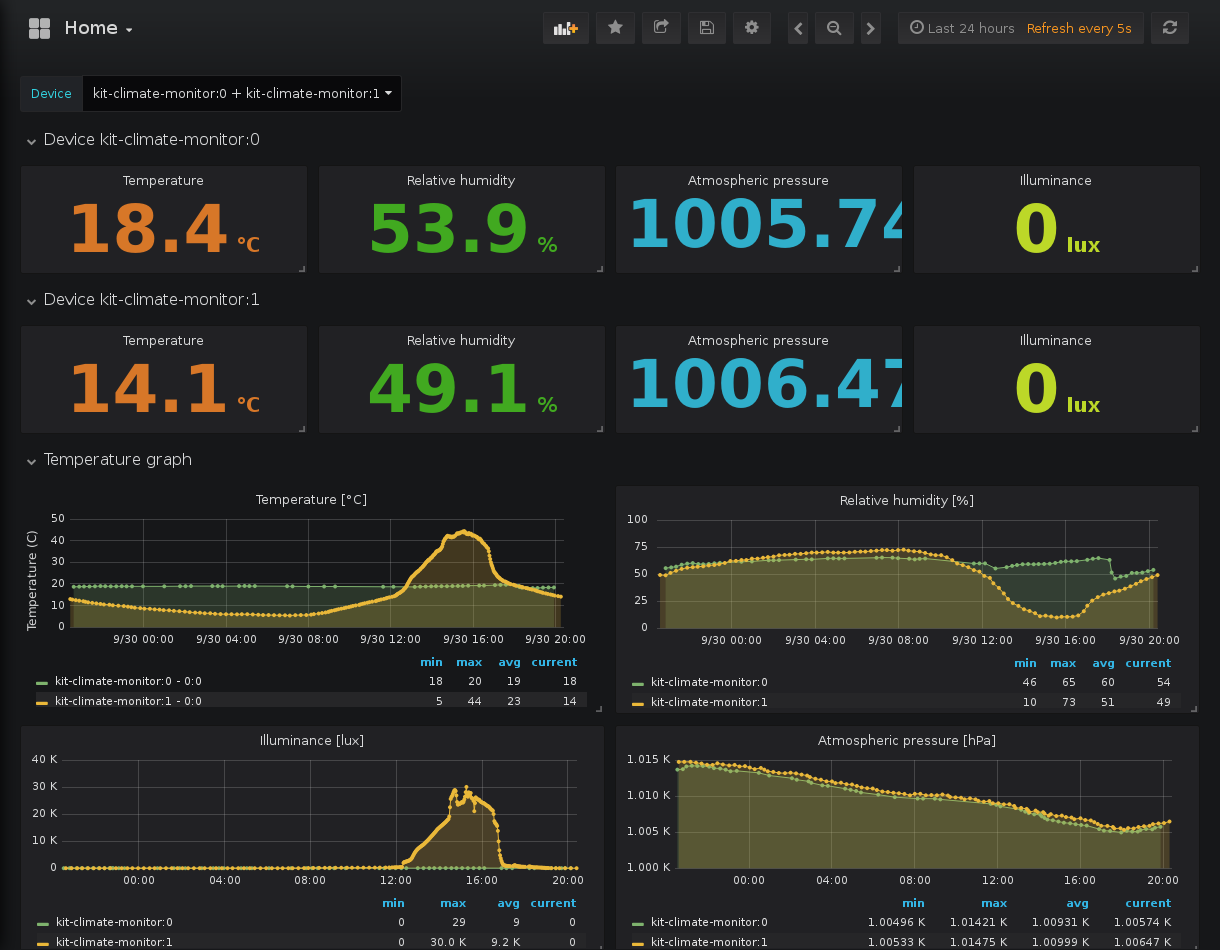 Home
Last 24 hours Refresh every 5s
Device kit-climate-monitor:0 + kit-climate-monitor:1
Device kit-climate-monitor:0
Temperature Relative humidity Atmospheric pressure Illuminance
18.4 °C 53.9 % 1005.74 0 lux
Device kit-climate-monitor:1
Temperature Relative humidity Atmospheric pressure Illuminance
14.1 °C 49.1 % 1006.47 0 lux
Temperature graph
Temperature [°C]
Temperature (C)
50
40
30
20
10
0
9/30 00:00 9/30 04:00 9/30 08:00 9/30 12:00 9/30 16:00 9/30 20:00
min max avg current
kit-climate-monitor:0 - 0:0 18 20 19 18
kit-climate-monitor:1 - 0:0 5 44 23 14
Relative humidity [%]
100
75
50
25
0
9/30 00:00 9/30 04:00 9/30 08:00 9/30 12:00 9/30 16:00 9/30 20:00
min max avg current
kit-climate-monitor:0 46 65 60 54
kit-climate-monitor:1 10 73 51 49
Illuminance [lux]
40 K
30 K
20 K
10 K
0
00:00 04:00 08:00 12:00 16:00 20:00
min max avg current
kit-climate-monitor:0 0 29 9 0
kit-climate-monitor:1 0 30.0 K 9.2 K 0
Atmospheric pressure [hPa]
1.015 K
1.010 K
1.005 K
1.000 K
00:00 04:00 08:00 12:00 16:00 20:00
min max avg current
kit-climate-monitor:0 1.00496 K 1.01421 K 1.00931 K 1.00574 K
kit-climate-monitor:1 1.00533 K 1.01475 K 1.00999 K 1.00647 K